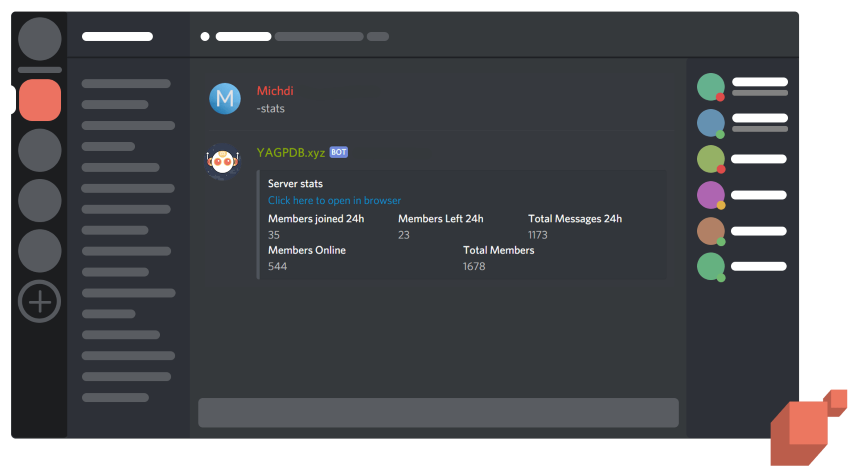 M
Michdi
-stats
YAGPDB.xyz BOT
Server stats
Click here to open in browser
Members joined 24h Members Left 24h Total Messages 24h
35 23 1173
Members Online Total Members
544 1678